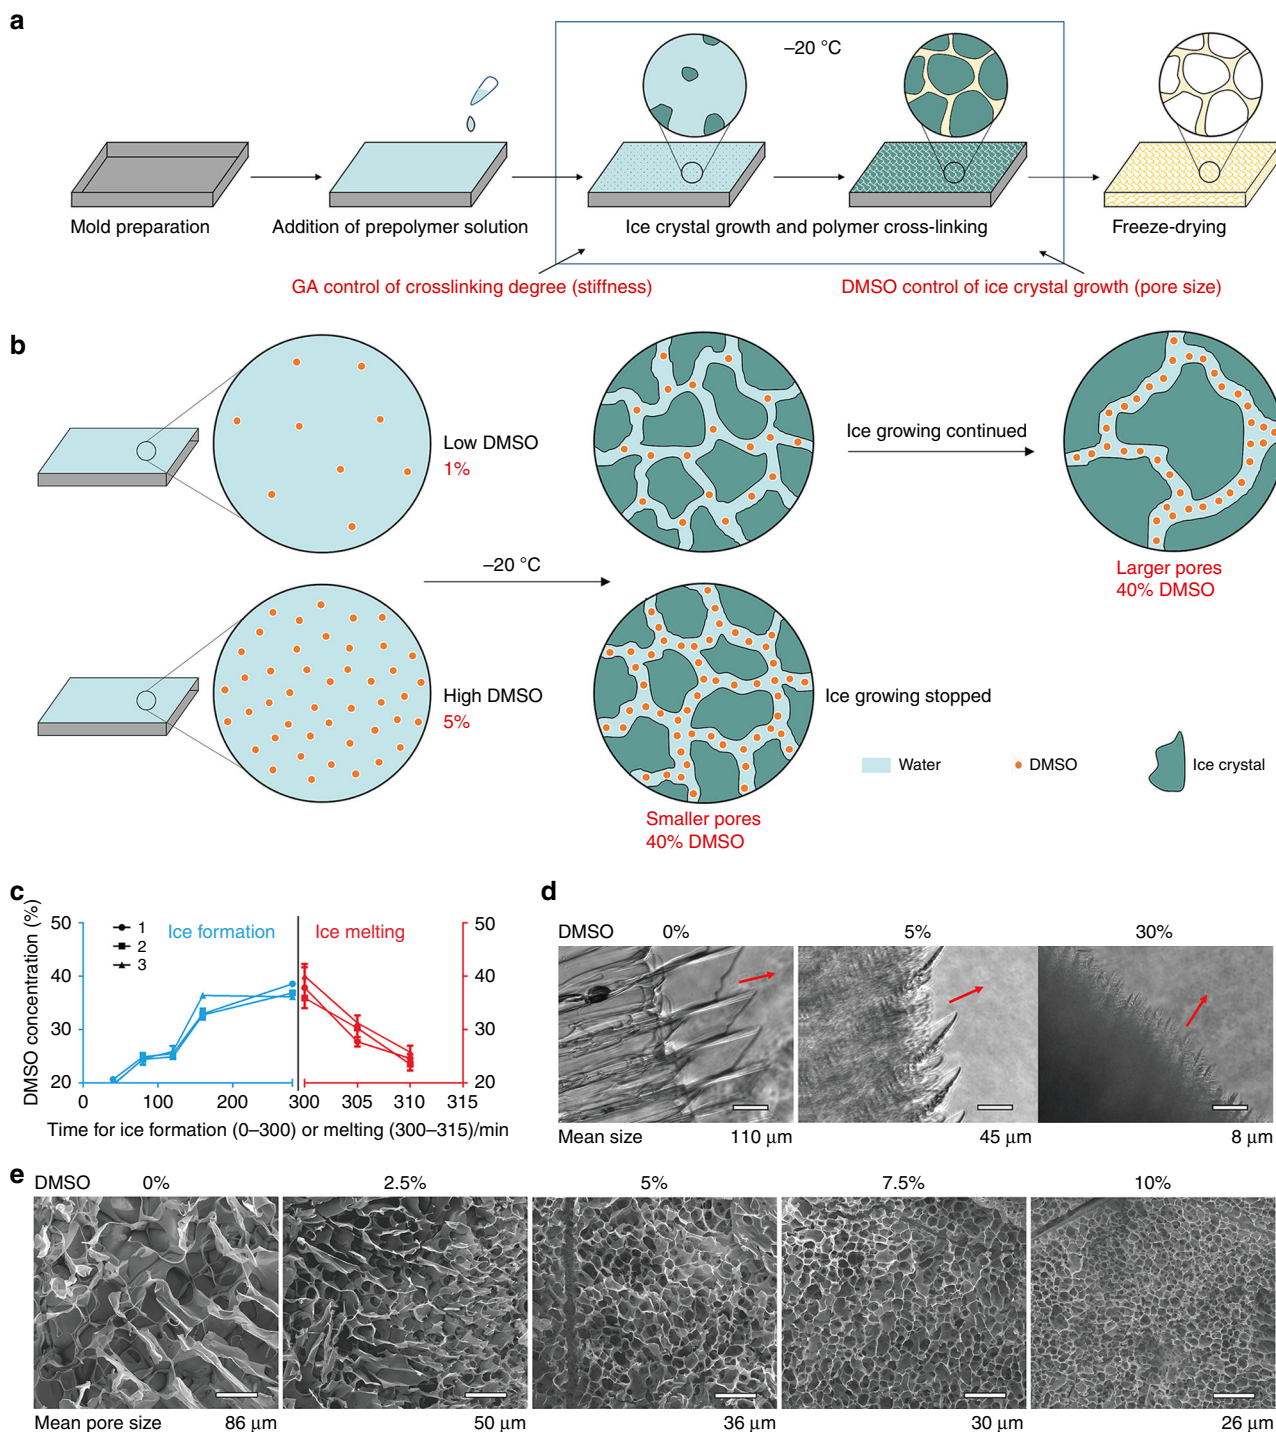 a
–20 °C
Mold preparation
Addition of prepolymer solution
Ice crystal growth and polymer cross-linking
Freeze-drying
GA control of crosslinking degree (stiffness)
DMSO control of ice crystal growth (pore size)
b
Low DMSO
1%
Ice growing continued
Larger pores
40% DMSO
–20 °C
High DMSO
5%
Ice growing stopped
Water
DMSO
Ice crystal
Smaller pores
40% DMSO
c
DMSO concentration (%)
50
40
30
20
1
2
3
Ice formation
Ice melting
50
40
30
20
0
100
200
300
305
310
315
Time for ice formation (0–300) or melting (300–315)/min
d
DMSO
0%
5%
30%
Mean size
110 μm
45 μm
8 μm
e
DMSO
0%
2.5%
5%
7.5%
10%
Mean pore size
86 μm
50 μm
36 μm
30 μm
26 μm